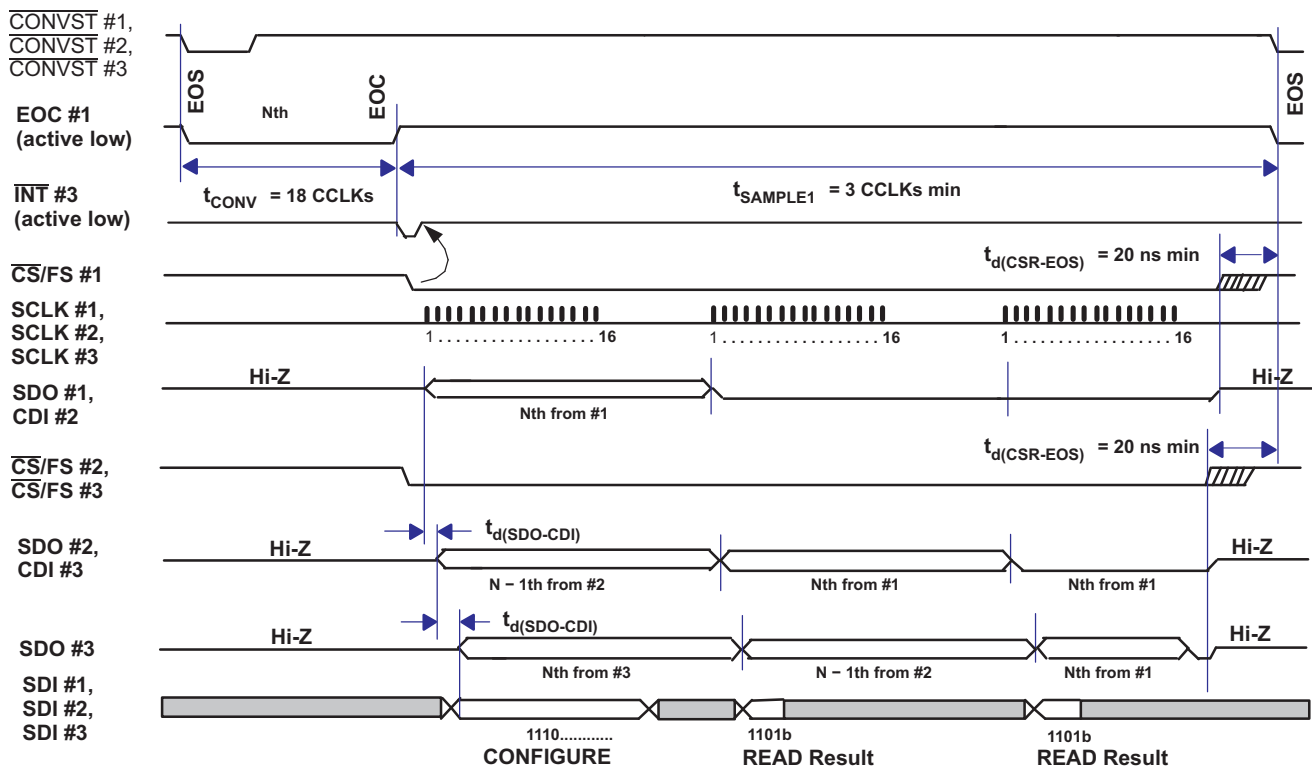 CONVST #1,
CONVST #2,
CONVST #3
EOS
EOC
EOS
Nth
EOC #1
(active low)
tCONV = 18 CCLKs
tSAMPLE1 = 3 CCLKs min
INT #3
(active low)
td(CSR-EOS) = 20 ns min
CS/FS #1
SCLK #1,
SCLK #2,
SCLK #3
1 . . . . . . . . . . . . . . . . 16
1 . . . . . . . . . . . . . . . . 16
1 . . . . . . . . . . . . . . . . 16
Hi-Z
Hi-Z
SDO #1,
CDI #2
Nth from #1
td(CSR-EOS) = 20 ns min
CS/FS #2,
CS/FS #3
td(SDO-CDI)
SDO #2,
CDI #3
Hi-Z
Hi-Z
N − 1th from #2
Nth from #1
Nth from #1
td(SDO-CDI)
Hi-Z
Hi-Z
SDO #3
Nth from #3
N − 1th from #2
Nth from #1
SDI #1,
SDI #2,
SDI #3
1110............
1101b
1101b
CONFIGURE
READ Result
READ Result